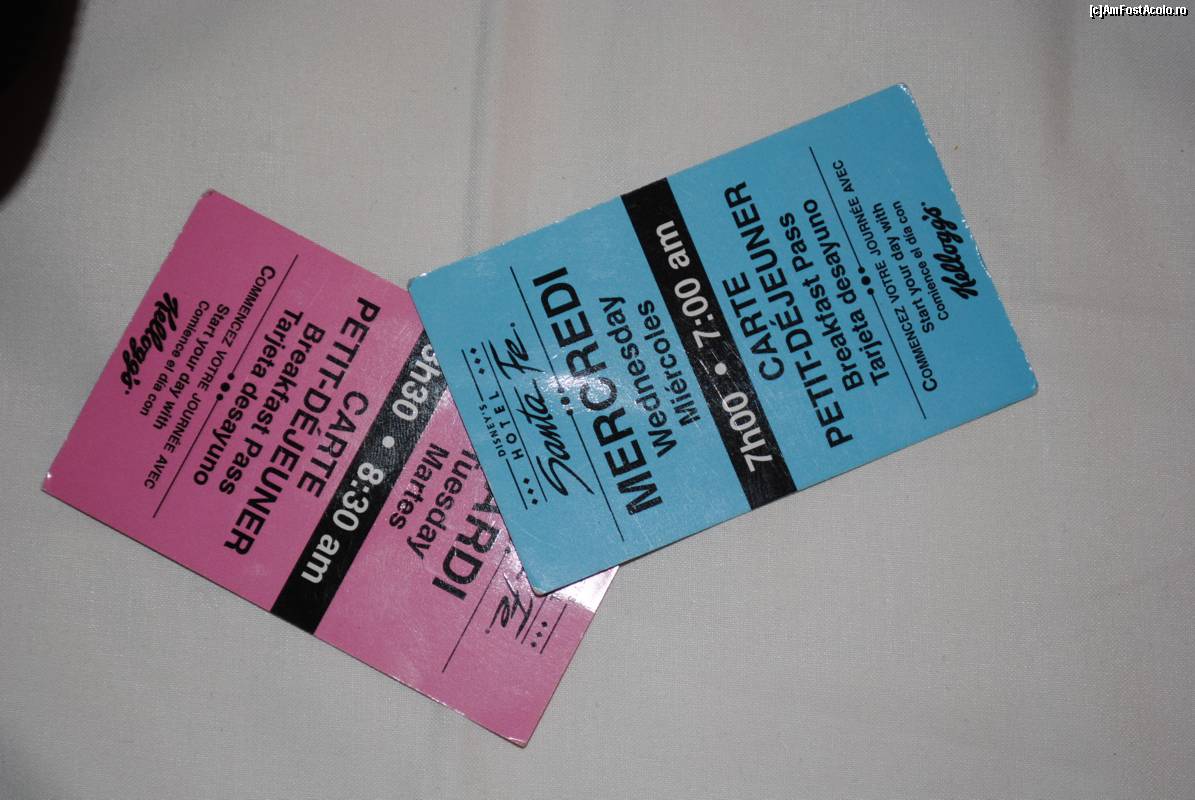 [c]AmFostAcolo.ro
DISNEY'S
HOTEL
Santa Fe.
MERCREDI
Wednesday
Miércoles
7h00 • 7:00 am
CARTE
PETIT-DÉJEUNER
Breakfast Pass
Tarjeta desayuno
COMMENCEZ VOTRE JOURNÉE AVEC
Start your day with
Comience el día con
Kellogg's
Fe.
ARDI
Tuesday
Martes
8h30 • 8:30 am
CARTE
PETIT-DÉJEUNER
Breakfast Pass
Tarjeta desayuno
COMMENCEZ VOTRE JOURNÉE AVEC
Start your day with
Comience el día con
Kellogg's